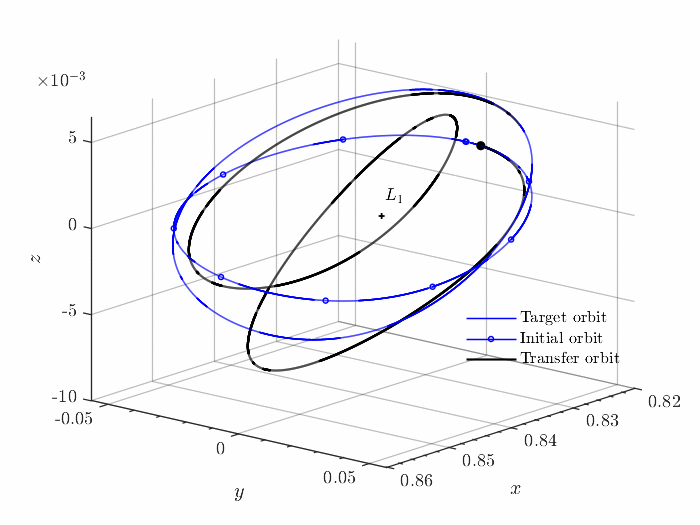 ×10⁻³
5
0
-5
-10
z
L₁
Target orbit
Initial orbit
Transfer orbit
-0.05
0
0.05
y
0.86
0.85
0.84
0.83
0.82
x